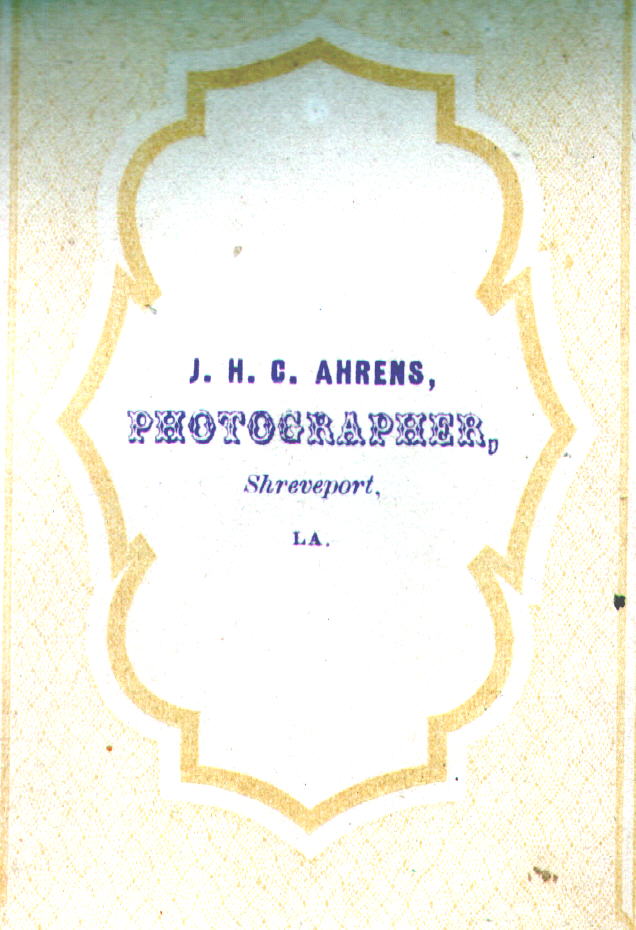 J. H. C. AHRENS,
PHOTOGRAPHER,
Shreveport,
LA.